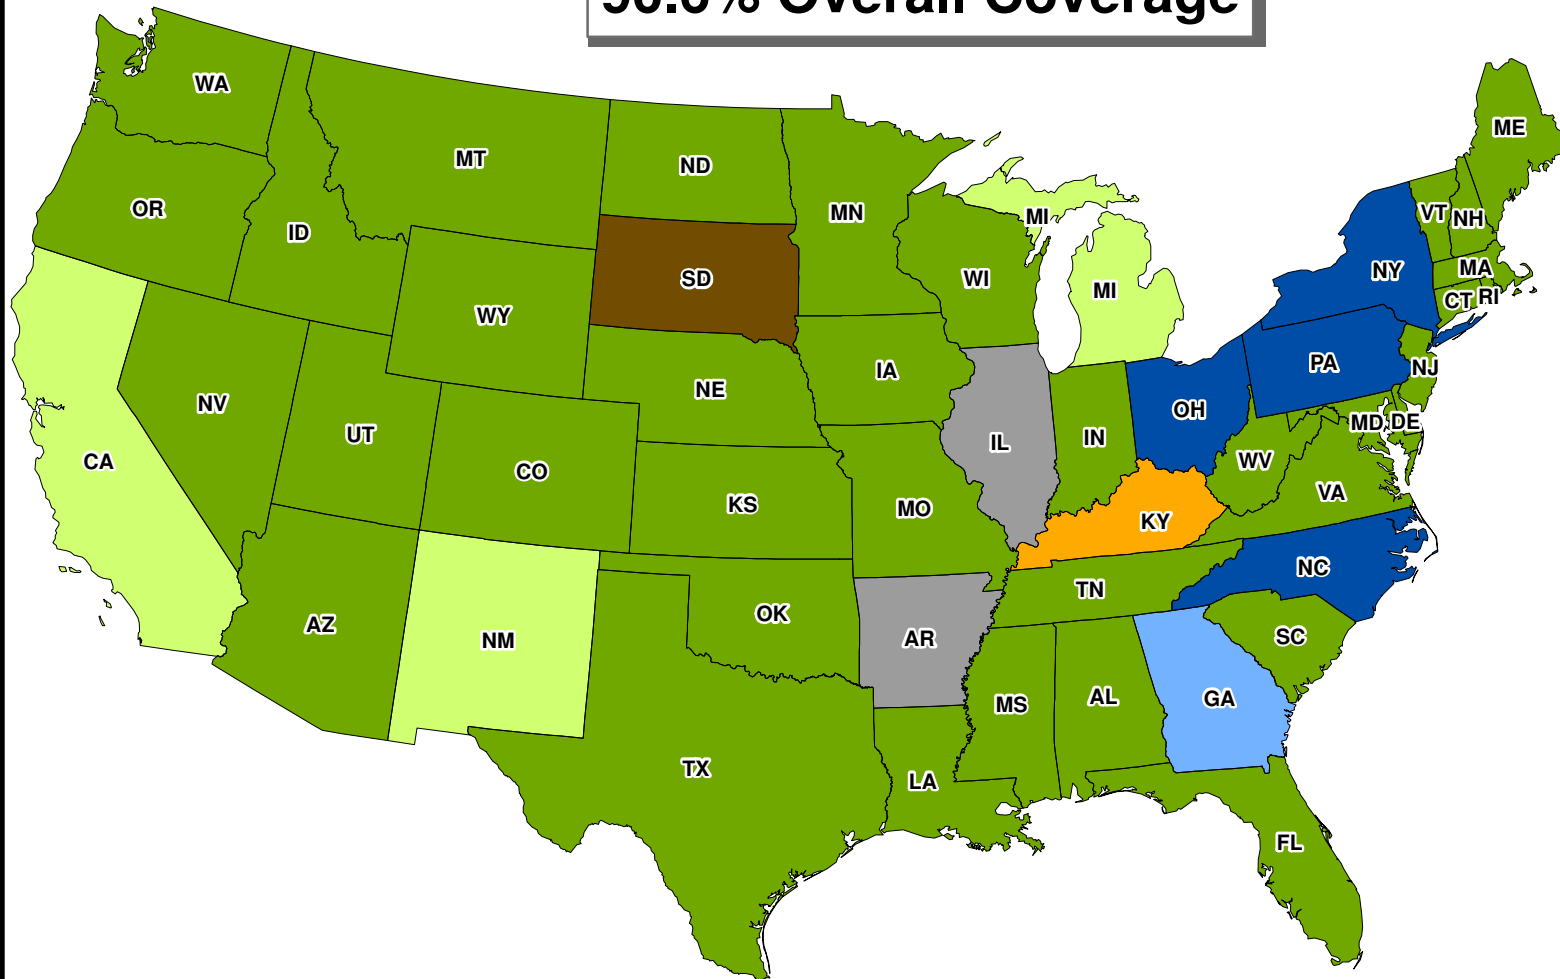 Overall Coverage
WA
MT
ND
ME
OR
ID
MN
MI
VT
NH
SD
WI
NY
MA
MI
CT
RI
WY
IA
PA
NJ
NE
NV
UT
OH
MD
DE
CA
CO
IL
IN
WV
KS
MO
VA
KY
NC
AZ
NM
OK
TN
AR
SC
MS
AL
GA
TX
LA
FL